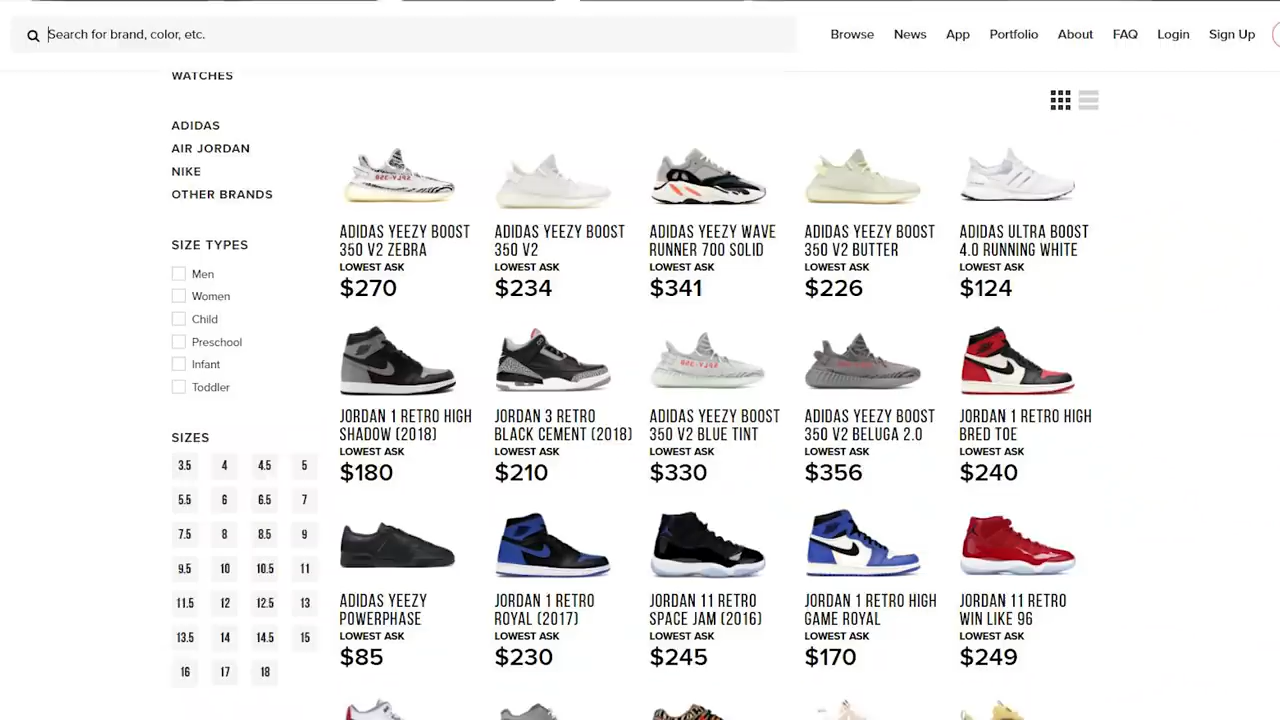 Search for brand, color, etc.
Browse News App Portfolio About FAQ Login Sign Up
WATCHES
ADIDAS
AIR JORDAN
NIKE
OTHER BRANDS
SIZE TYPES
Men
Women
Child
Preschool
Infant
Toddler
SIZES
3.5 4 4.5 5
5.5 6 6.5 7
7.5 8 8.5 9
9.5 10 10.5 11
11.5 12 12.5 13
13.5 14 14.5 15
16 17 18
ADIDAS YEEZY BOOST
350 V2 ZEBRA
LOWEST ASK
$270
ADIDAS YEEZY BOOST
350 V2
LOWEST ASK
$234
ADIDAS YEEZY WAVE
RUNNER 700 SOLID
LOWEST ASK
$341
ADIDAS YEEZY BOOST
350 V2 BUTTER
LOWEST ASK
$226
ADIDAS ULTRA BOOST
4.0 RUNNING WHITE
LOWEST ASK
$124
JORDAN 1 RETRO HIGH
SHADOW (2018)
LOWEST ASK
$180
JORDAN 3 RETRO
BLACK CEMENT (2018)
LOWEST ASK
$210
ADIDAS YEEZY BOOST
350 V2 BLUE TINT
LOWEST ASK
$330
ADIDAS YEEZY BOOST
350 V2 BELUGA 2.0
LOWEST ASK
$356
JORDAN 1 RETRO HIGH
BRED TOE
LOWEST ASK
$240
ADIDAS YEEZY
POWERPHASE
LOWEST ASK
$85
JORDAN 1 RETRO
ROYAL (2017)
LOWEST ASK
$230
JORDAN 11 RETRO
SPACE JAM (2016)
LOWEST ASK
$245
JORDAN 1 RETRO HIGH
GAME ROYAL
LOWEST ASK
$170
JORDAN 11 RETRO
WIN LIKE 96
LOWEST ASK
$249